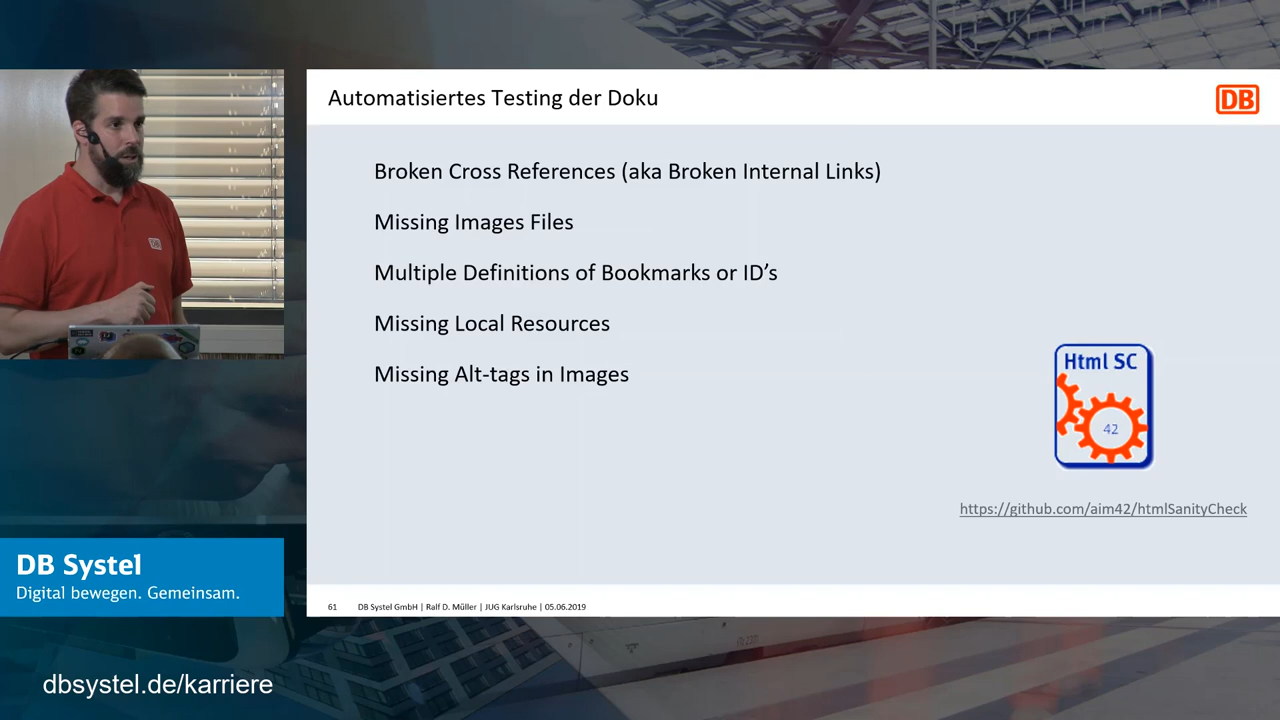 Automatisiertes Testing der Doku
DB
Broken Cross References (aka Broken Internal Links)
Missing Images Files
Multiple Definitions of Bookmarks or ID’s
Missing Local Resources
Missing Alt-tags in Images
Html SC
42
https://github.com/aim42/htmlSanityCheck
61 DB Systel GmbH | Ralf D. Müller | JUG Karlsruhe | 05.06.2019
DB
DB Systel
Digital bewegen. Gemeinsam.
dbsystel.de/karriere